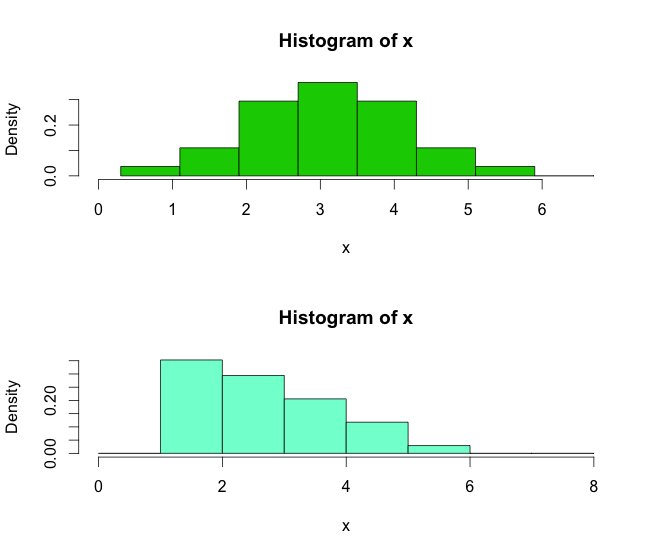 Histogram of x
Density
0.0 0.2
0 1 2 3 4 5 6
x
Histogram of x
Density
0.00 0.20
0 2 4 6 8
x